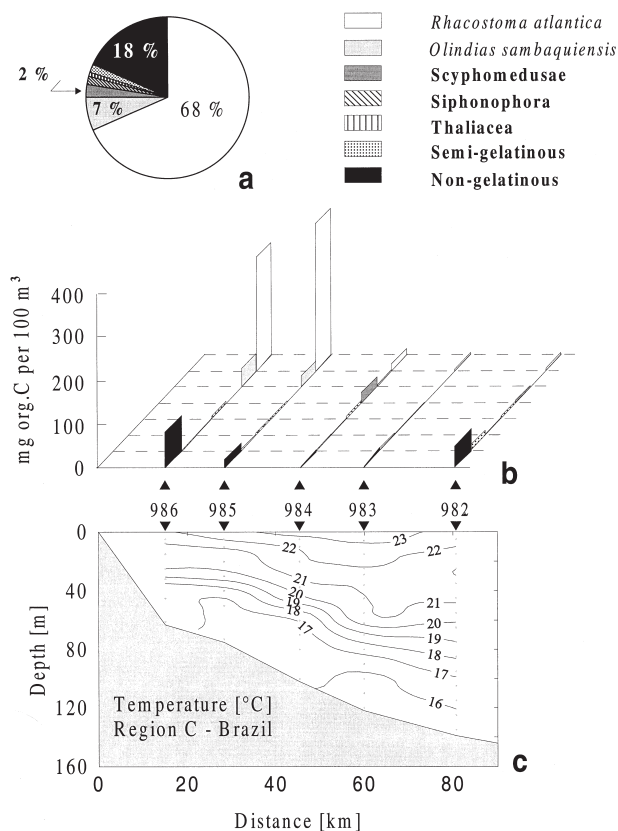 18 %
2 %
7 %
68 %
a
Rhacostoma atlantica
Olindias sambaquiensis
Scyphomedusae
Siphonophora
Thaliacea
Semi-gelatinous
Non-gelatinous
mg org.C per 100 m³
400
300
200
100
0
b
986 985 984 983 982
Depth [m]
0
40
80
120
160
23
22 22
21
20
19
18
17
21
20
19
18
17
16
Temperature [°C]
Region C - Brazil
c
0 20 40 60 80
Distance [km]